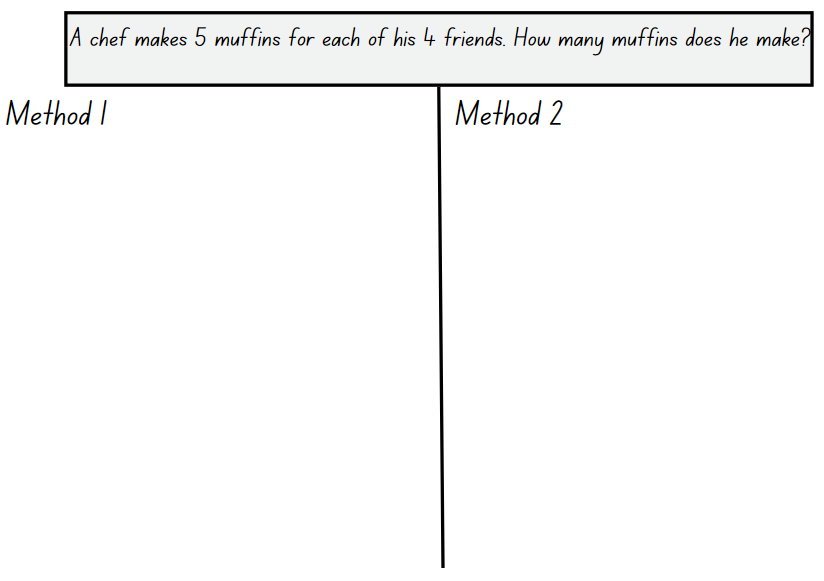 A chef makes 5 muffins for each of his 4 friends. How many muffins does he make?
Method 1
Method 2